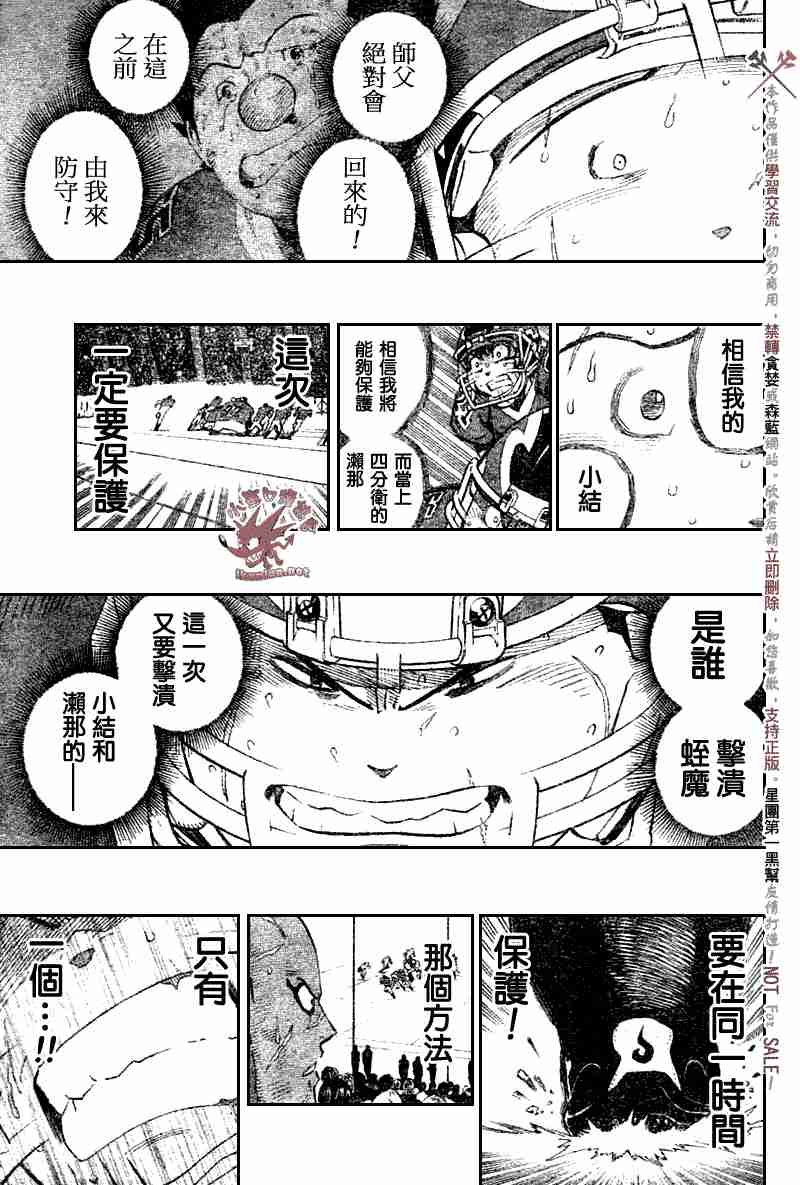 師父
絕對會
回來的！
在這
之前
由我來
防守！
相信我的
小結
相信我將
能夠保護
而當上
四分衛的
瀨那
這次
一定要保護
是誰
擊潰
蛭魔
這一次
又要擊潰
小結和
瀨那的——
要在同一時間
保護！
那個方法
只有
一個…!!
本作品僅供學習交流，切勿商用，禁轉貪婪或森藍網站。欣賞后請立即刪除，如您喜歡，支持正版。星團第一黑幫友情打造！NOT For SALE！